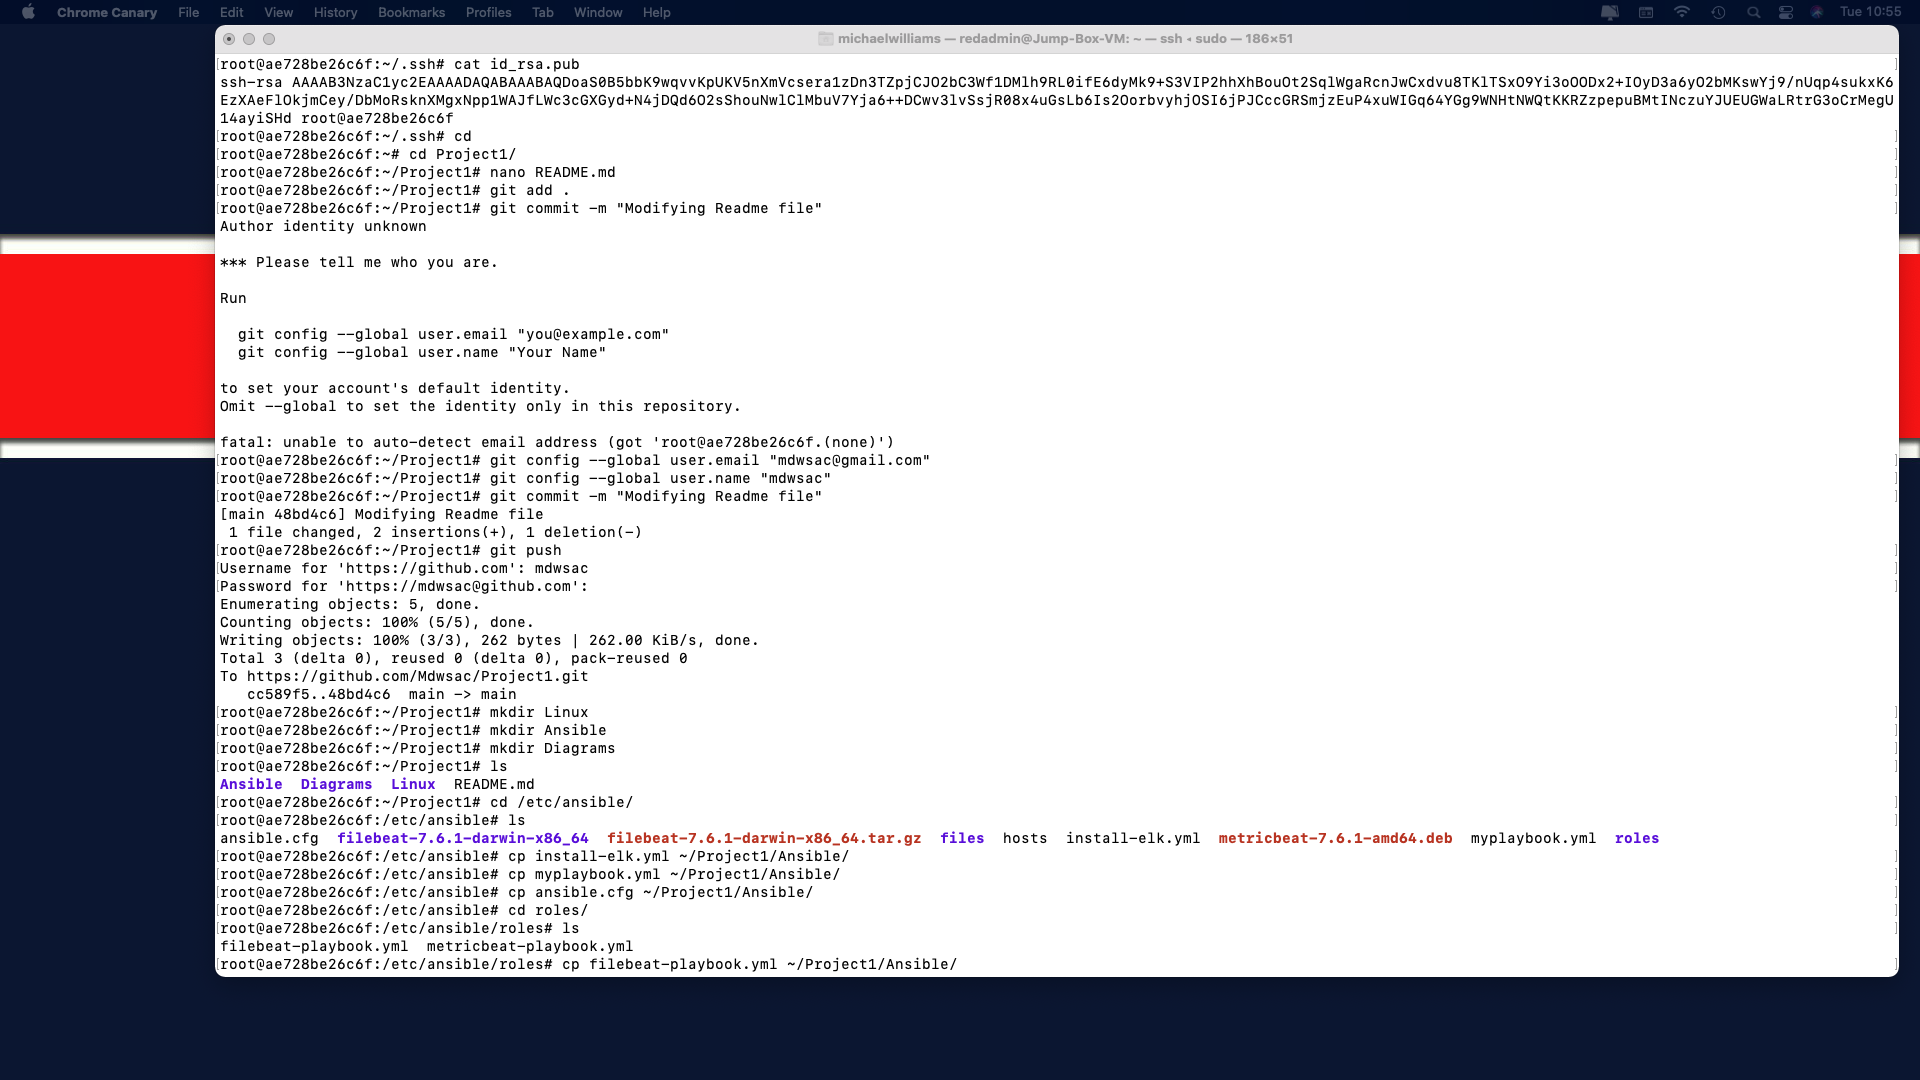 Chrome Canary File Edit View History Bookmarks Profiles Tab Window Help Tue 10:55
michaelwilliams — redadmin@Jump-Box-VM: ~ — ssh ◂ sudo — 186×51
[root@ae728be26c6f:~/.ssh# cat id_rsa.pub ]
ssh-rsa AAAAB3NzaC1yc2EAAAADAQABAAABAQDoaS0B5bbK9wqvvKpUKV5nXmVcsera1zDn3TZpjCJO2bC3Wf1DMlh9RL0ifE6dyMk9+S3VIP2hhXhBouOt2SqlWgaRcnJwCxdvu8TKlTSxO9Yi3oOODx2+IOyD3a6yO2bMKswYj9/nUqp4sukxK6
EzXAeFlOkjmCey/DbMoRsknXMgxNpp1WAJfLWc3cGXGyd+N4jDQd6O2sShouNwlClMbuV7Yja6++DCwv3lvSsjR08x4uGsLb6Is2OorbvyhjOSI6jPJCccGRSmjzEuP4xuWIGq64YGg9WNHtNWQtKKRZzpepuBMtINczuYJUEUGWaLRtrG3oCrMegU
14ayiSHd root@ae728be26c6f
[root@ae728be26c6f:~/.ssh# cd ]
[root@ae728be26c6f:~# cd Project1/ ]
[root@ae728be26c6f:~/Project1# nano README.md ]
[root@ae728be26c6f:~/Project1# git add . ]
[root@ae728be26c6f:~/Project1# git commit -m "Modifying Readme file" ]
Author identity unknown
*** Please tell me who you are.
Run
git config --global user.email "you@example.com"
git config --global user.name "Your Name"
to set your account's default identity.
Omit --global to set the identity only in this repository.
fatal: unable to auto-detect email address (got 'root@ae728be26c6f.(none)')
[root@ae728be26c6f:~/Project1# git config --global user.email "mdwsac@gmail.com" ]
[root@ae728be26c6f:~/Project1# git config --global user.name "mdwsac" ]
[root@ae728be26c6f:~/Project1# git commit -m "Modifying Readme file" ]
[main 48bd4c6] Modifying Readme file
1 file changed, 2 insertions(+), 1 deletion(-)
[root@ae728be26c6f:~/Project1# git push ]
[Username for 'https://github.com': mdwsac ]
[Password for 'https://mdwsac@github.com': ]
Enumerating objects: 5, done.
Counting objects: 100% (5/5), done.
Writing objects: 100% (3/3), 262 bytes | 262.00 KiB/s, done.
Total 3 (delta 0), reused 0 (delta 0), pack-reused 0
To https://github.com/Mdwsac/Project1.git
cc589f5..48bd4c6 main -> main
[root@ae728be26c6f:~/Project1# mkdir Linux ]
[root@ae728be26c6f:~/Project1# mkdir Ansible ]
[root@ae728be26c6f:~/Project1# mkdir Diagrams ]
[root@ae728be26c6f:~/Project1# ls ]
Ansible Diagrams Linux README.md
[root@ae728be26c6f:~/Project1# cd /etc/ansible/ ]
[root@ae728be26c6f:/etc/ansible# ls ]
ansible.cfg filebeat-7.6.1-darwin-x86_64 filebeat-7.6.1-darwin-x86_64.tar.gz files hosts install-elk.yml metricbeat-7.6.1-amd64.deb myplaybook.yml roles
[root@ae728be26c6f:/etc/ansible# cp install-elk.yml ~/Project1/Ansible/ ]
[root@ae728be26c6f:/etc/ansible# cp myplaybook.yml ~/Project1/Ansible/ ]
[root@ae728be26c6f:/etc/ansible# cp ansible.cfg ~/Project1/Ansible/ ]
[root@ae728be26c6f:/etc/ansible# cd roles/ ]
[root@ae728be26c6f:/etc/ansible/roles# ls ]
filebeat-playbook.yml metricbeat-playbook.yml
[root@ae728be26c6f:/etc/ansible/roles# cp filebeat-playbook.yml ~/Project1/Ansible/ ]